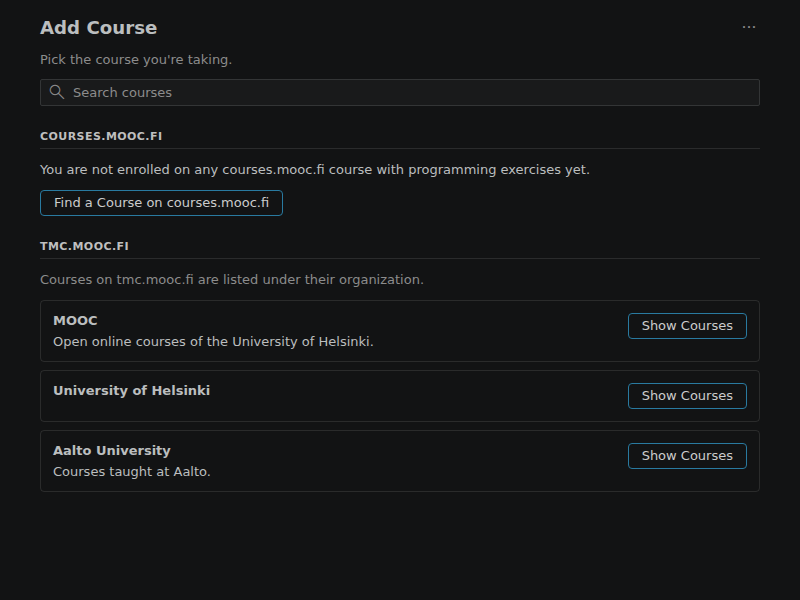 Add Course
Pick the course you're taking.
Search courses
COURSES.MOOC.FI
You are not enrolled on any courses.mooc.fi course with programming exercises yet.
Find a Course on courses.mooc.fi
TMC.MOOC.FI
Courses on tmc.mooc.fi are listed under their organization.
MOOC
Show Courses
Open online courses of the University of Helsinki.
University of Helsinki
Show Courses
Aalto University
Show Courses
Courses taught at Aalto.